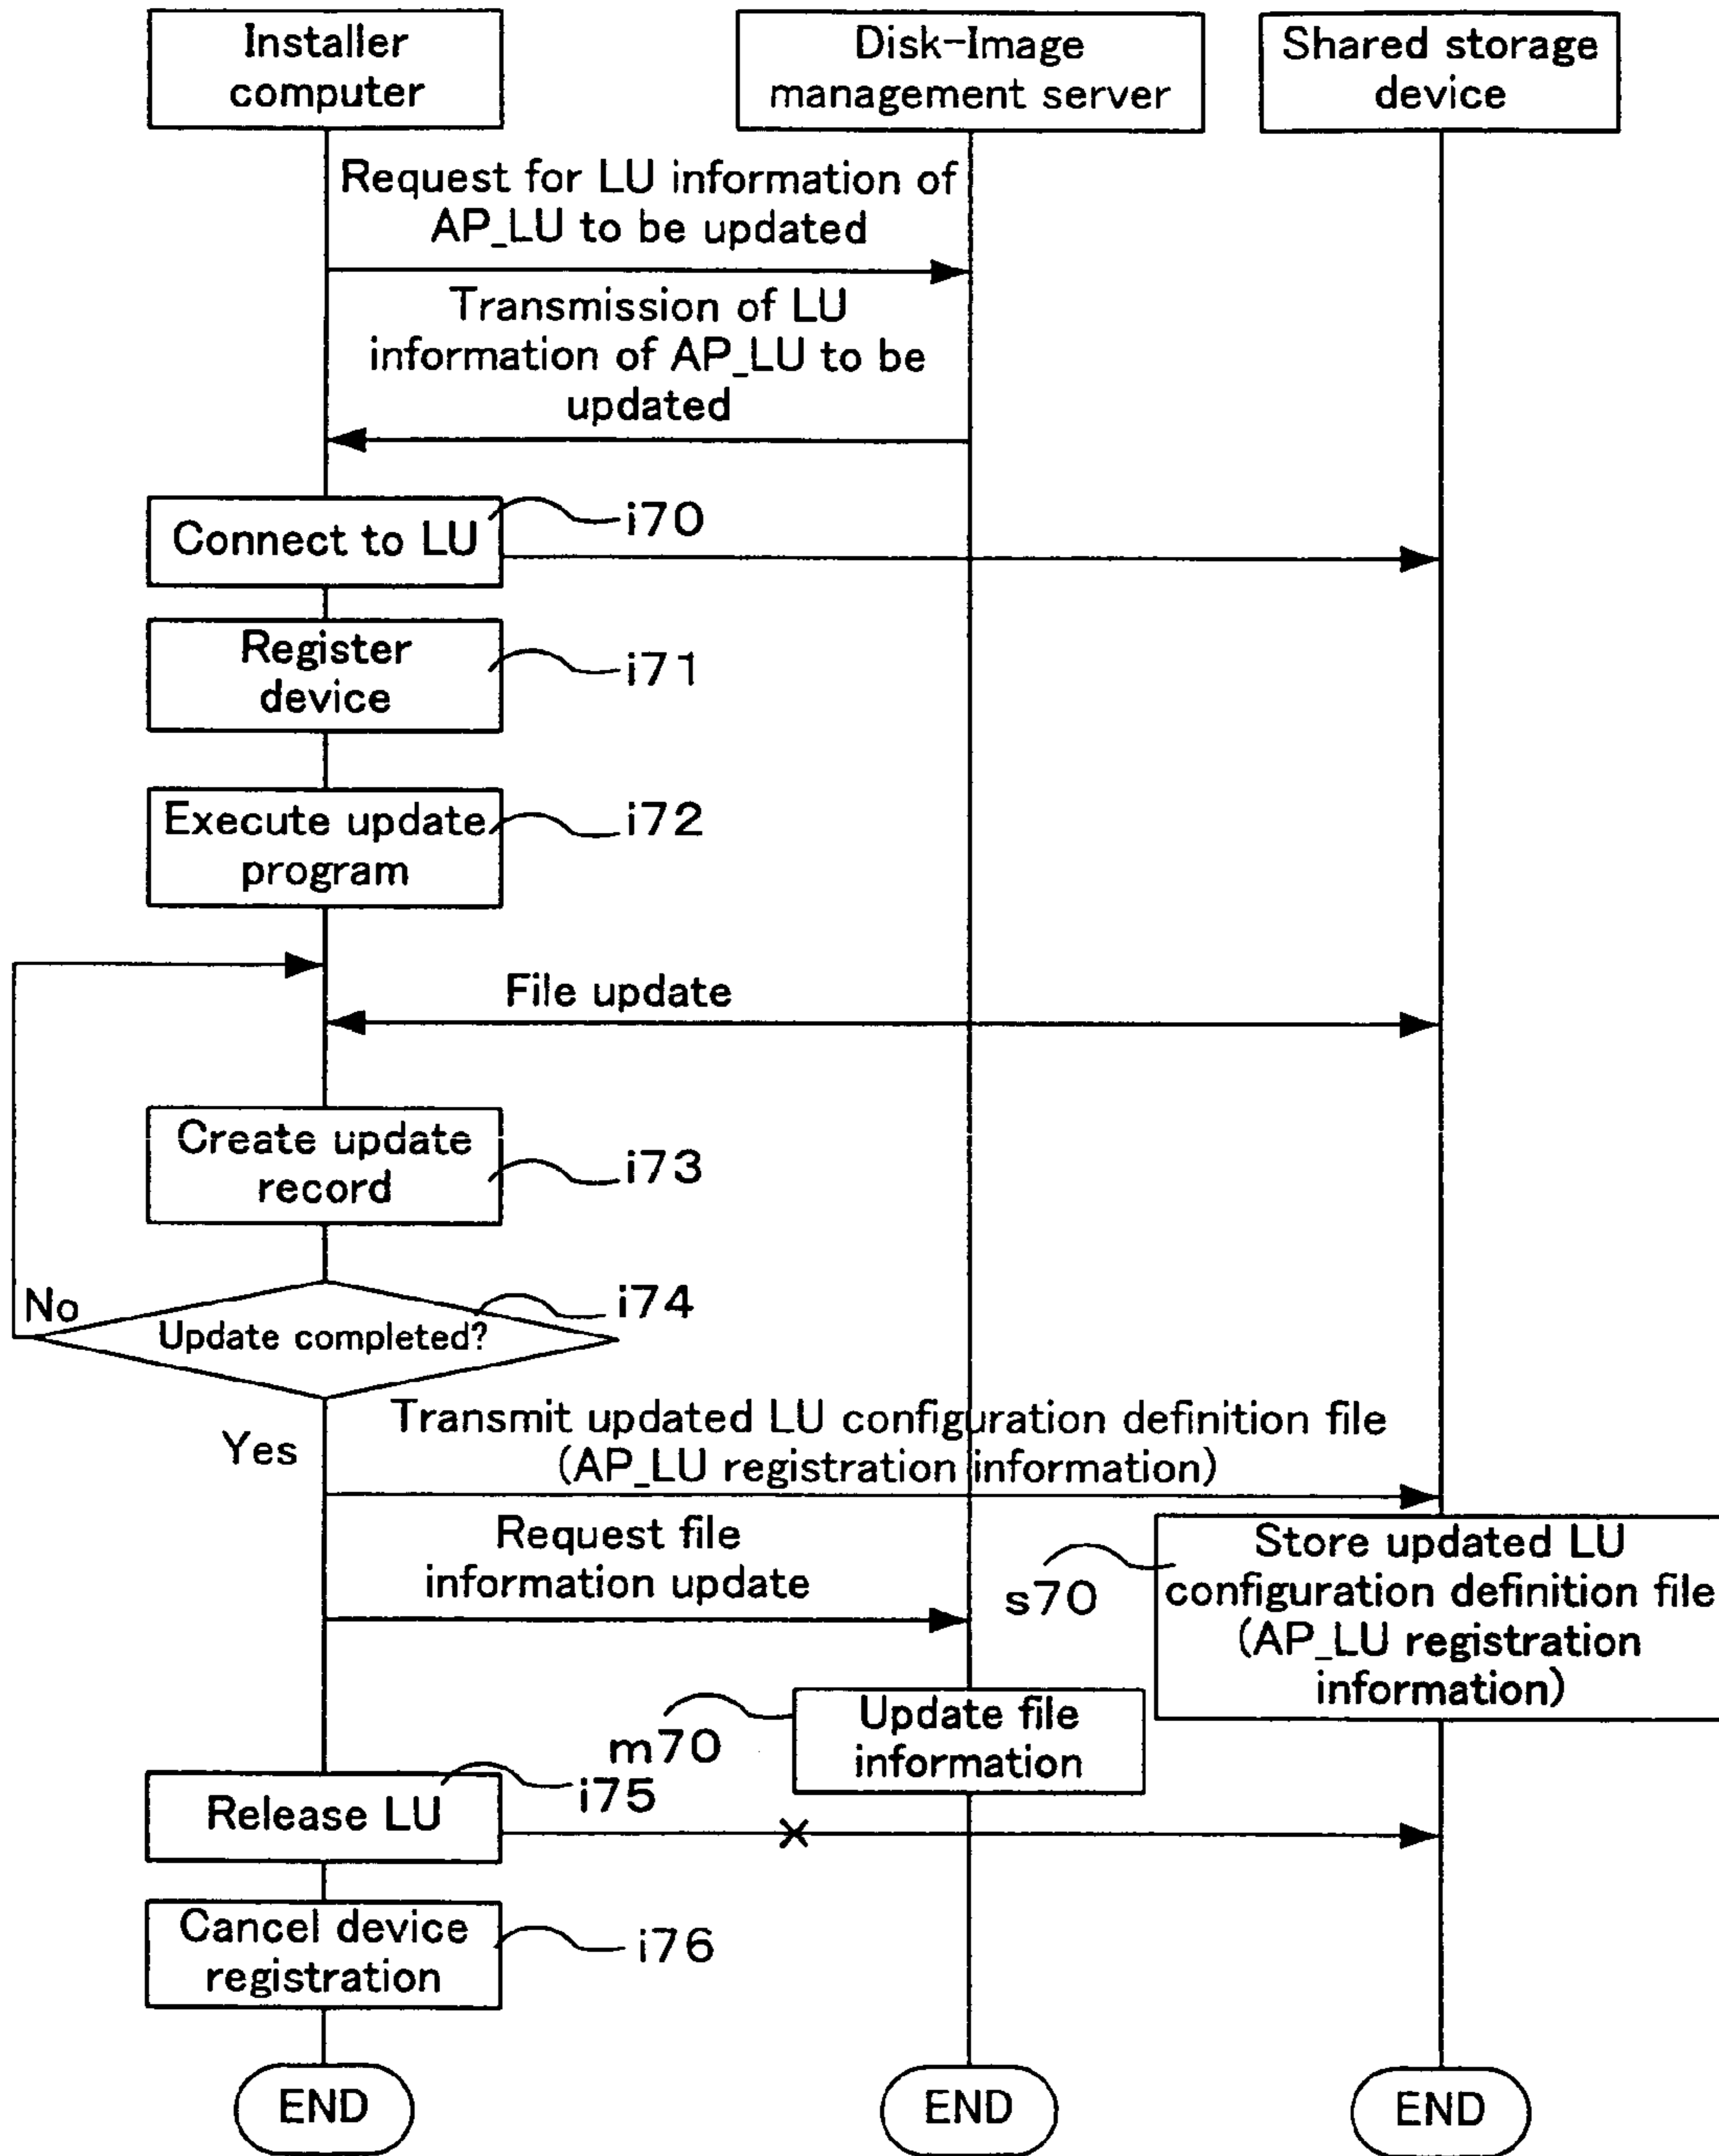 Installer
computer
Disk-Image
management server
Shared storage
device
Request for LU information of
AP_LU to be updated
Transmission of LU
information of AP_LU to be
updated
Connect to LU
i70
Register
device
i71
Execute update
program
i72
File update
Create update
record
i73
No
Update completed?
i74
Yes
Transmit updated LU configuration definition file
(AP_LU registration information)
Request file
information update
s70
Store updated LU
configuration definition file
(AP_LU registration
information)
m70
Update file
information
Release LU
i75
Cancel device
registration
i76
END
END
END